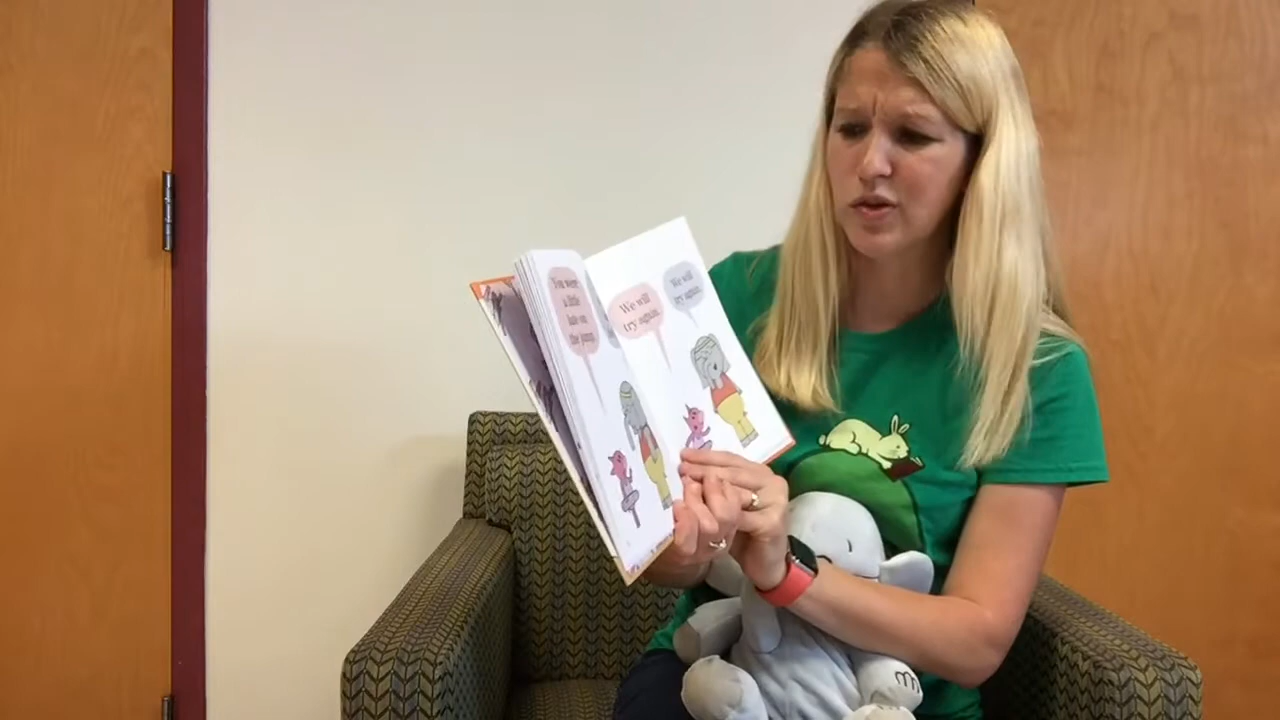 You were
a little
late on
the jump.
We will
try again.
We will
try again.